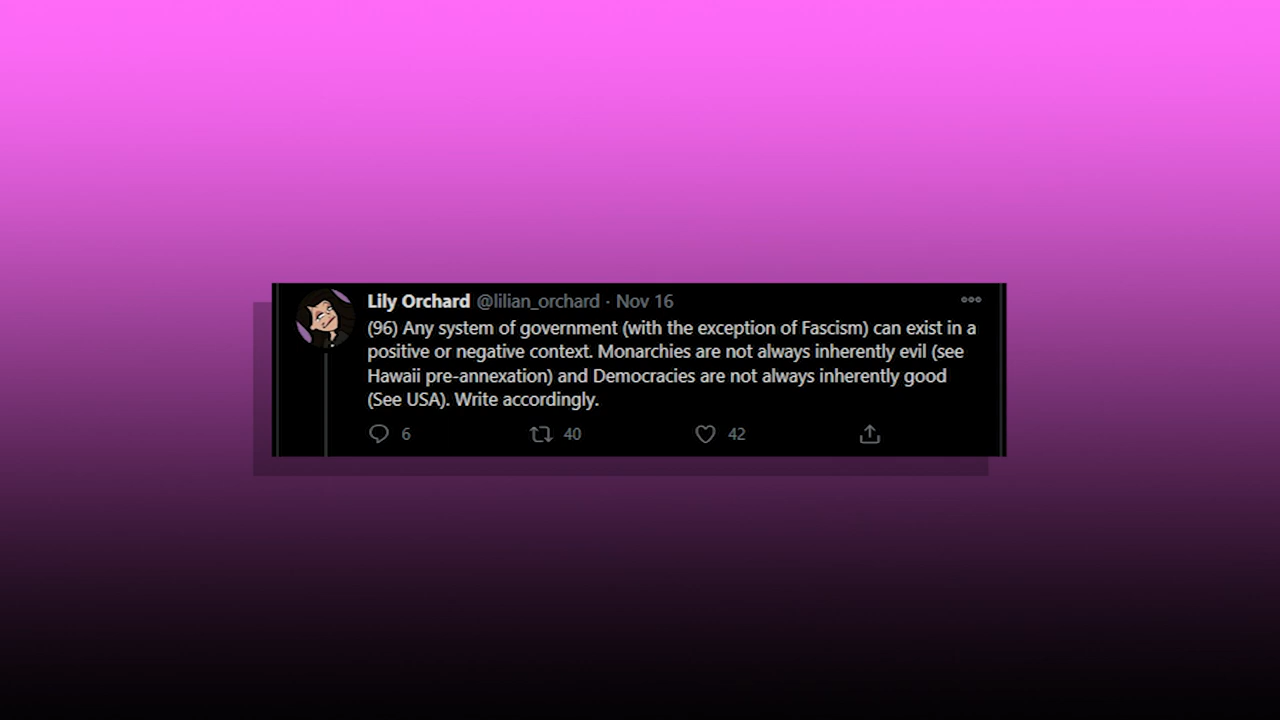 Lily Orchard @lilian_orchard · Nov 16
(96) Any system of government (with the exception of Fascism) can exist in a
positive or negative context. Monarchies are not always inherently evil (see
Hawaii pre-annexation) and Democracies are not always inherently good
(See USA). Write accordingly.
6 40 42